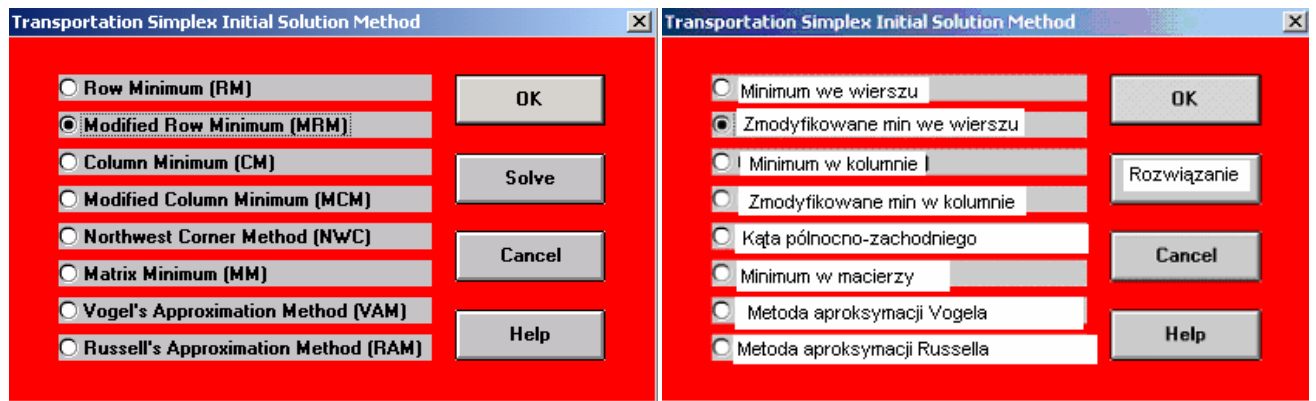 Transportation Simplex Initial Solution Method
Row Minimum (RM)
Modified Row Minimum (MRM)
Column Minimum (CM)
Modified Column Minimum (MCM)
Northwest Corner Method (NWC)
Matrix Minimum (MM)
Vogel's Approximation Method (VAM)
Russell's Approximation Method (RAM)
OK
Solve
Cancel
Help
Transportation Simplex Initial Solution Method
Minimum we wierszu
Zmodyfikowane min we wierszu
Minimum w kolumnie
Zmodyfikowane min w kolumnie
Kąta pólnocno-zachodniego
Minimum w macierzy
Metoda aproksymacji Vogela
Metoda aproksymacji Russella
OK
Rozwiązanie
Cancel
Help